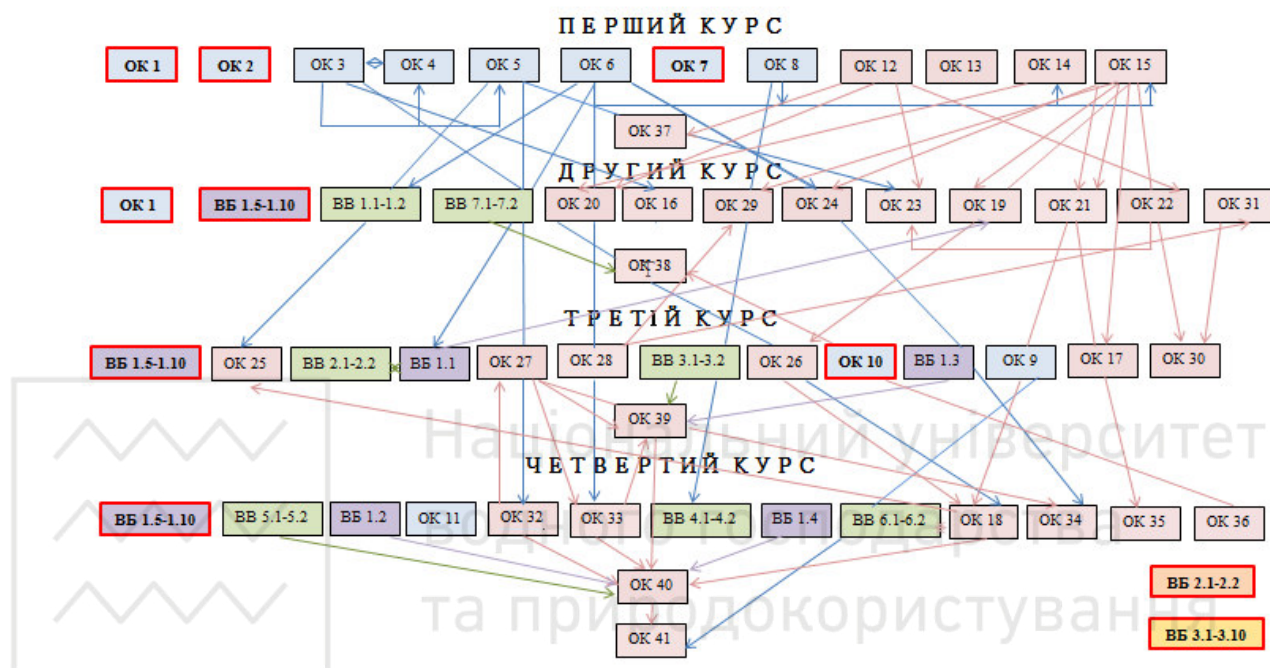 ПЕРШИЙ КУРС
ОК 1 ОК 2 ОК 3 ОК 4 ОК 5 ОК 6 ОК 7 ОК 8 ОК 12 ОК 13 ОК 14 ОК 15
ОК 37
ДРУГИЙ КУРС
ОК 1 ВБ 1.5-1.10 ВВ 1.1-1.2 ВВ 7.1-7.2 ОК 20 ОК 16 ОК 29 ОК 24 ОК 23 ОК 19 ОК 21 ОК 22 ОК 31
ОК 38
ТРЕТІЙ КУРС
ВБ 1.5-1.10 ОК 25 ВВ 2.1-2.2 ВБ 1.1 ОК 27 ОК 28 ВВ 3.1-3.2 ОК 26 ОК 10 ВБ 1.3 ОК 9 ОК 17 ОК 30
ОК 39
Національний університет
ЧЕТВЕРТИЙ КУРС
ВБ 1.5-1.10 ВВ 5.1-5.2 ВБ 1.2 ОК 11 ОК 32 ОК 33 ВВ 4.1-4.2 ВБ 1.4 ВВ 6.1-6.2 ОК 18 ОК 34 ОК 35 ОК 36
водного господарства
ОК 40
ВБ 2.1-2.2
та природокористування
ОК 41
ВБ 3.1-3.10